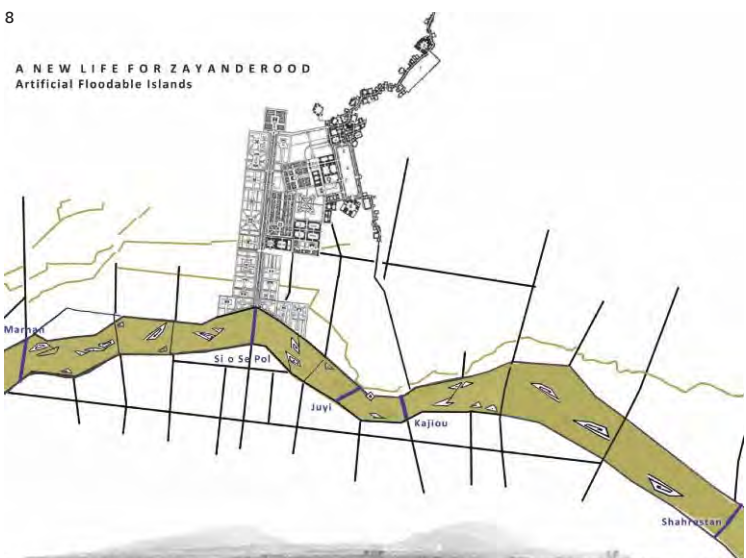 8
A NEW LIFE FOR ZAYANDEROOD
Artificial Floodable Islands
Marnan
Si o Se Pol
Juyi
Kajiou
Shahrestan